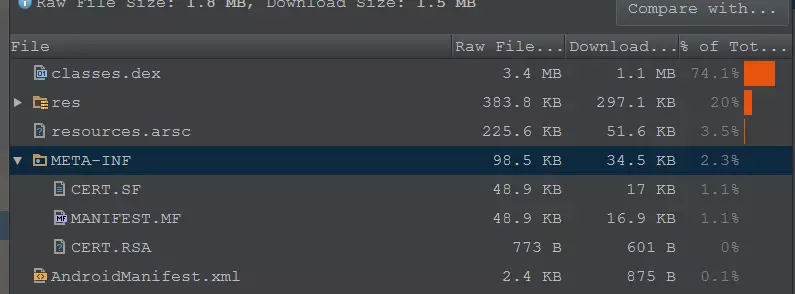 Raw File Size: 1.8 MB, Download Size: 1.5 MB
Compare with...
File Raw File... Download... % of Tot...
classes.dex 3.4 MB 1.1 MB 74.1%
res 383.8 KB 297.1 KB 20%
resources.arsc 225.6 KB 51.6 KB 3.5%
META-INF 98.5 KB 34.5 KB 2.3%
CERT.SF 48.9 KB 17 KB 1.1%
MANIFEST.MF 48.9 KB 16.9 KB 1.1%
CERT.RSA 773 B 601 B 0%
AndroidManifest.xml 2.4 KB 875 B 0.1%